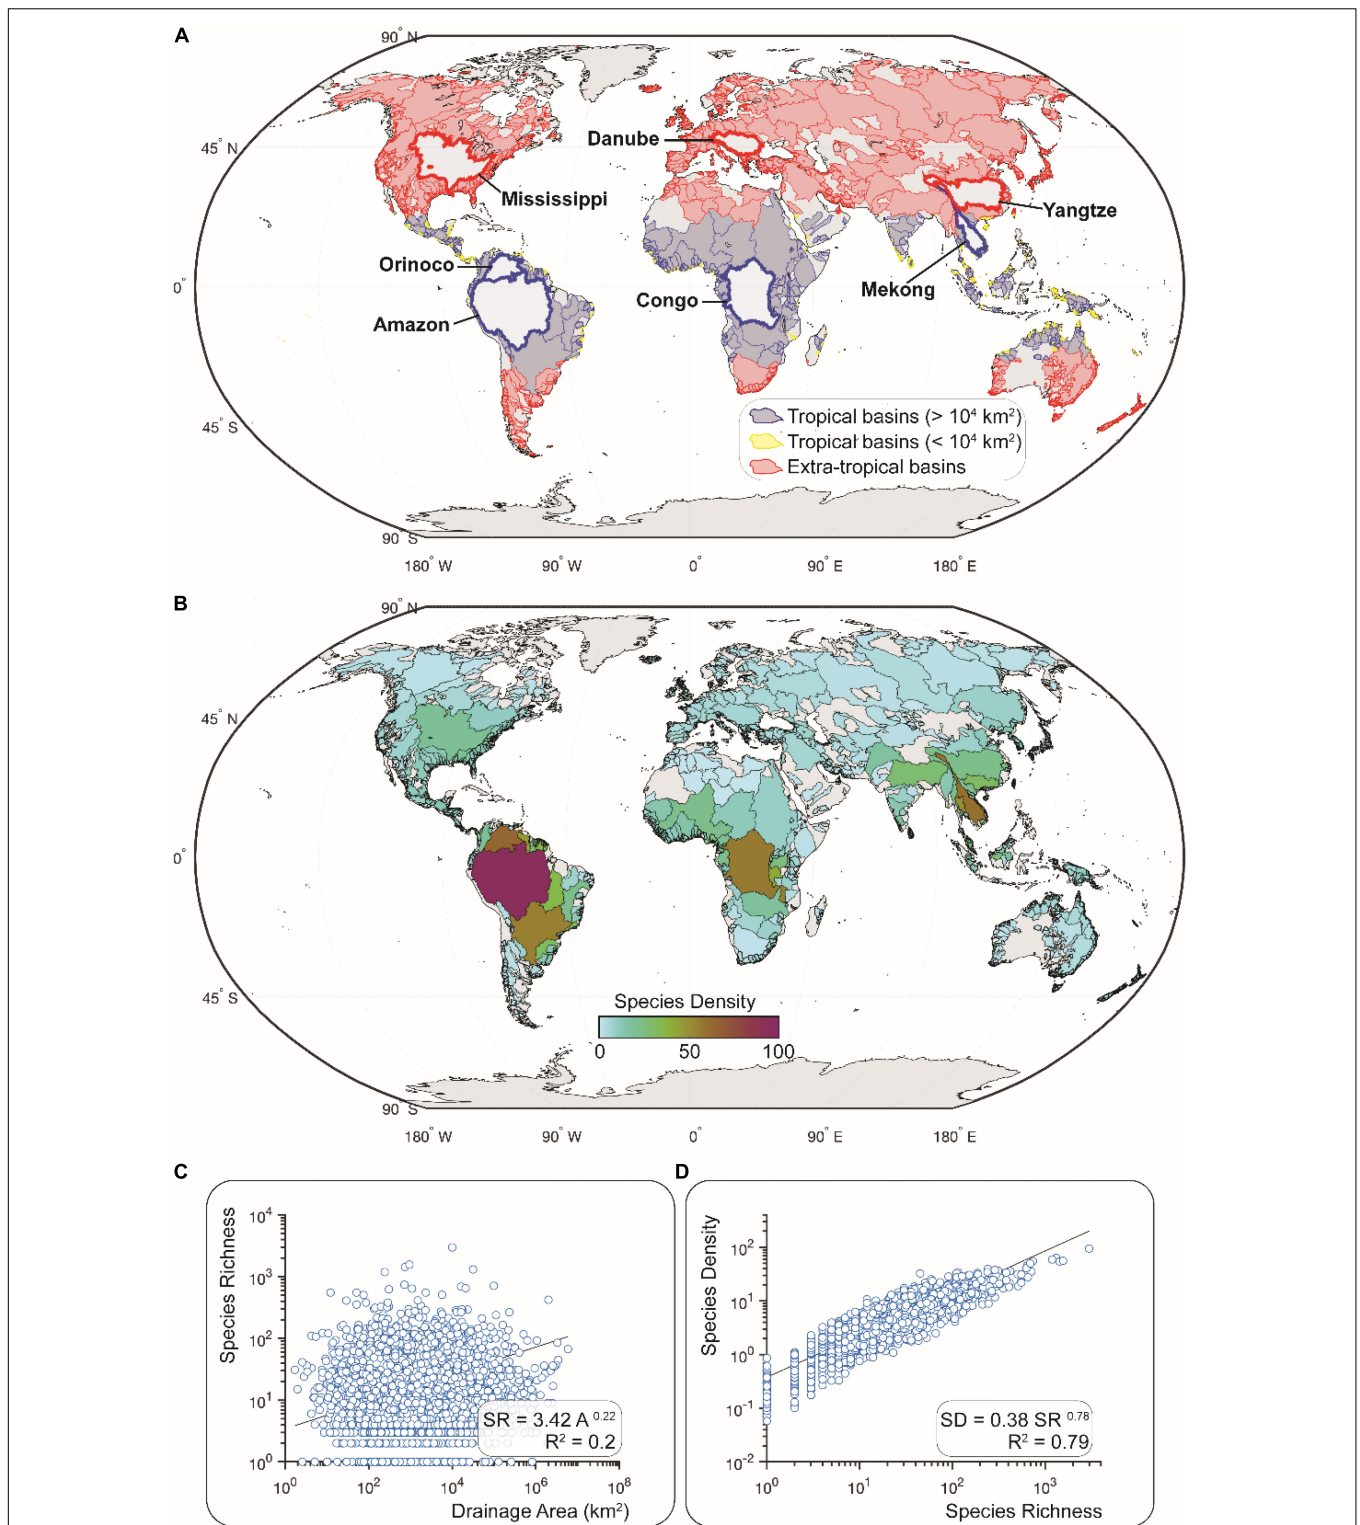 A
90° N
45° N
0°
45° S
90° S
180° W
90° W
0°
90° E
180° E
Danube
Mississippi
Yangtze
Orinoco
Mekong
Congo
Amazon
Tropical basins (> 10⁴ km²)
Tropical basins (< 10⁴ km²)
Extra-tropical basins
B
90° N
45° N
0°
45° S
90° S
180° W
90° W
0°
90° E
180° E
Species Density
0 50 100
C
Species Richness
10⁴
10³
10²
10¹
10⁰
SR = 3.42 A ⁰·²²
R² = 0.2
10⁰ 10² 10⁴ 10⁶ 10⁸
Drainage Area (km²)
D
Species Density
10²
10¹
10⁰
10⁻¹
10⁻²
SD = 0.38 SR ⁰·⁷⁸
R² = 0.79
10⁰ 10¹ 10² 10³
Species Richness